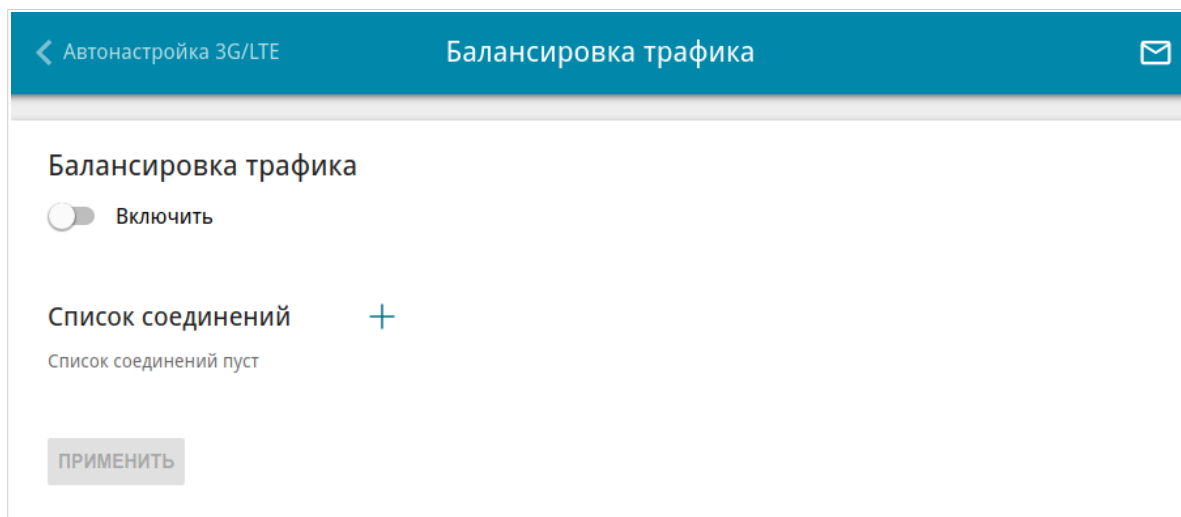 Автонастройка 3G/LTE
Балансировка трафика
Балансировка трафика
Включить
Список соединений
Список соединений пуст
ПРИМЕНИТЬ